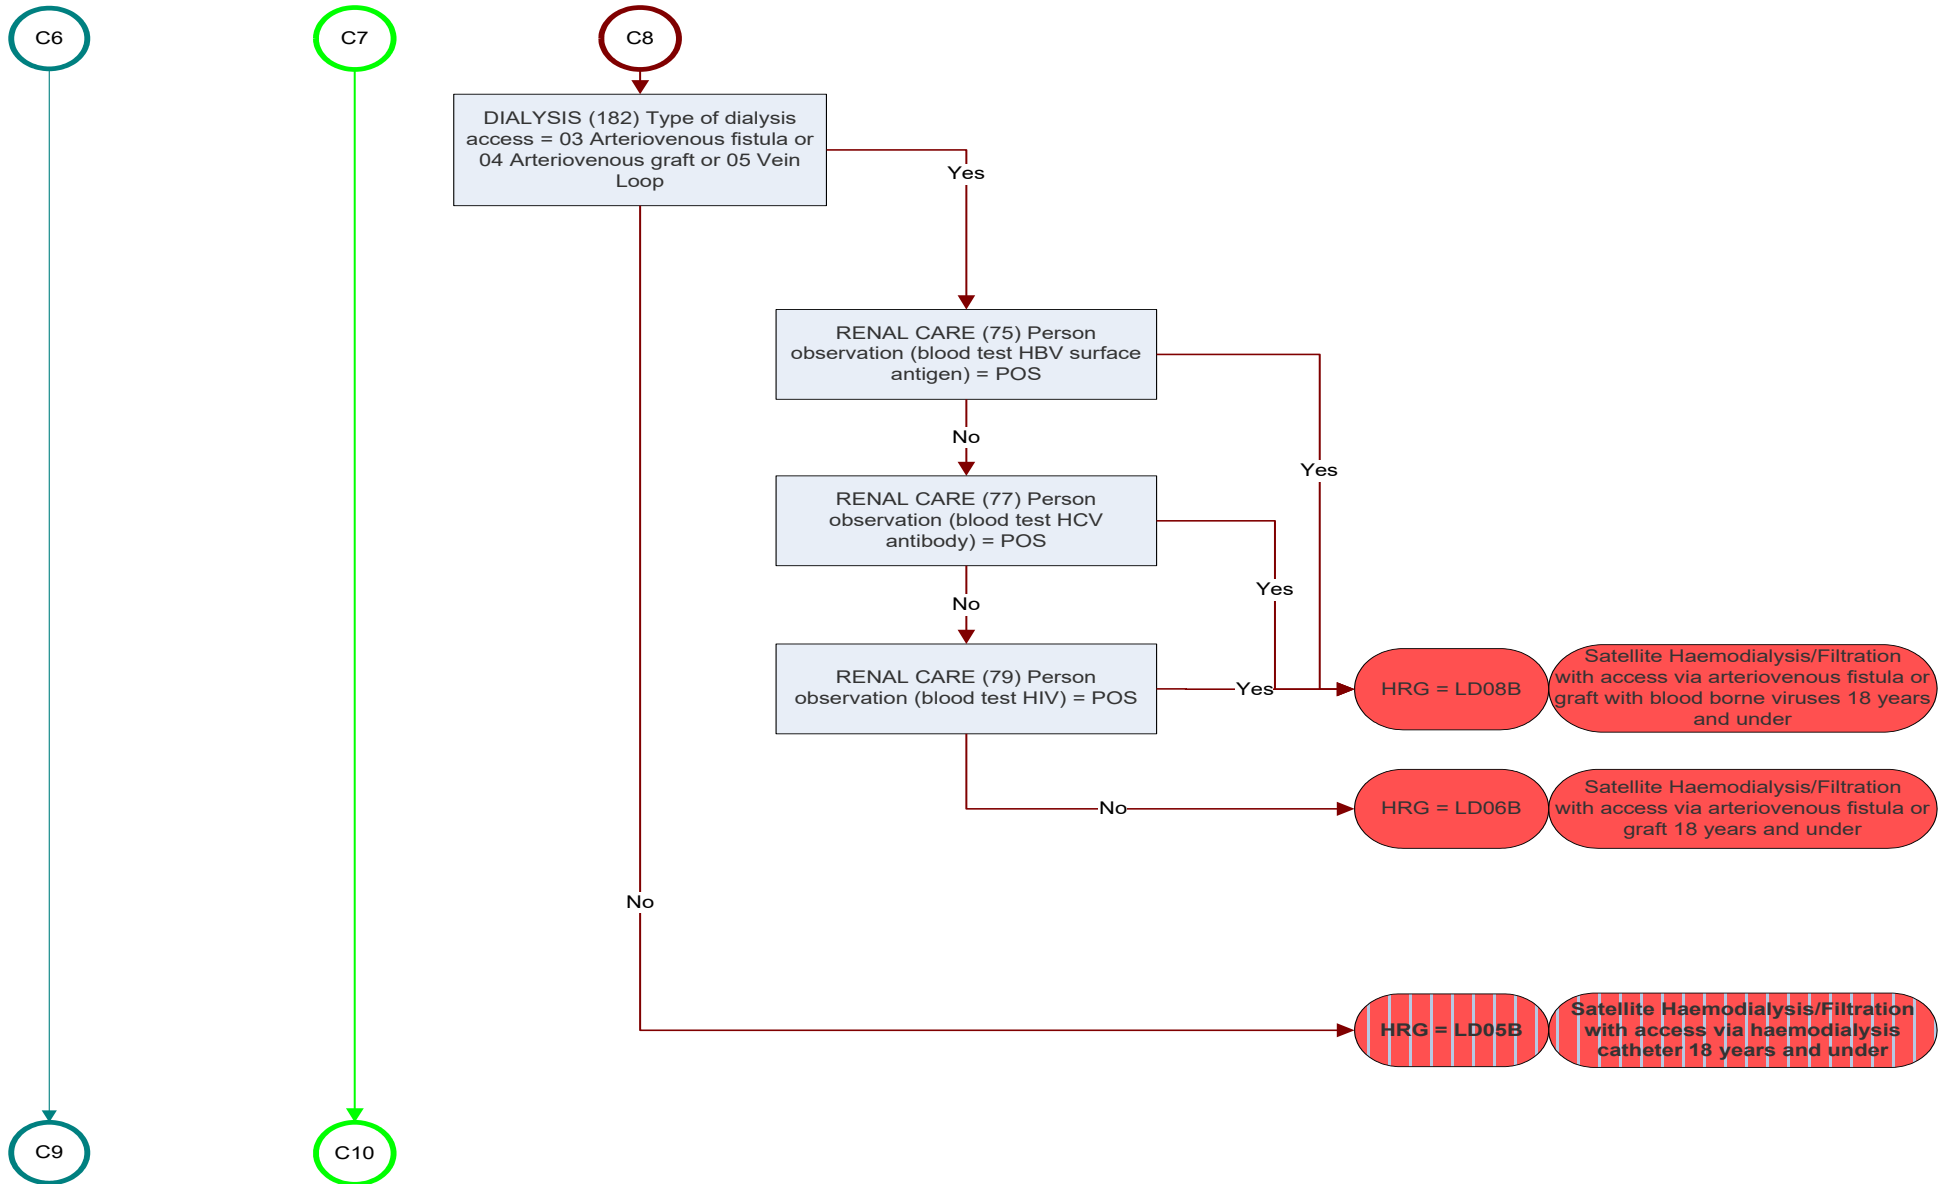 C6
C7
C8
DIALYSIS (182) Type of dialysis
access = 03 Arteriovenous fistula or
04 Arteriovenous graft or 05 Vein
Loop
Yes
RENAL CARE (75) Person
observation (blood test HBV surface
antigen) = POS
No
Yes
RENAL CARE (77) Person
observation (blood test HCV
antibody) = POS
Yes
No
RENAL CARE (79) Person
observation (blood test HIV) = POS
Yes
HRG = LD08B
Satellite Haemodialysis/Filtration
with access via arteriovenous fistula or
graft with blood borne viruses 18 years
and under
No
HRG = LD06B
Satellite Haemodialysis/Filtration
with access via arteriovenous fistula or
graft 18 years and under
No
HRG = LD05B
Satellite Haemodialysis/Filtration
with access via haemodialysis
catheter 18 years and under
C9
C10